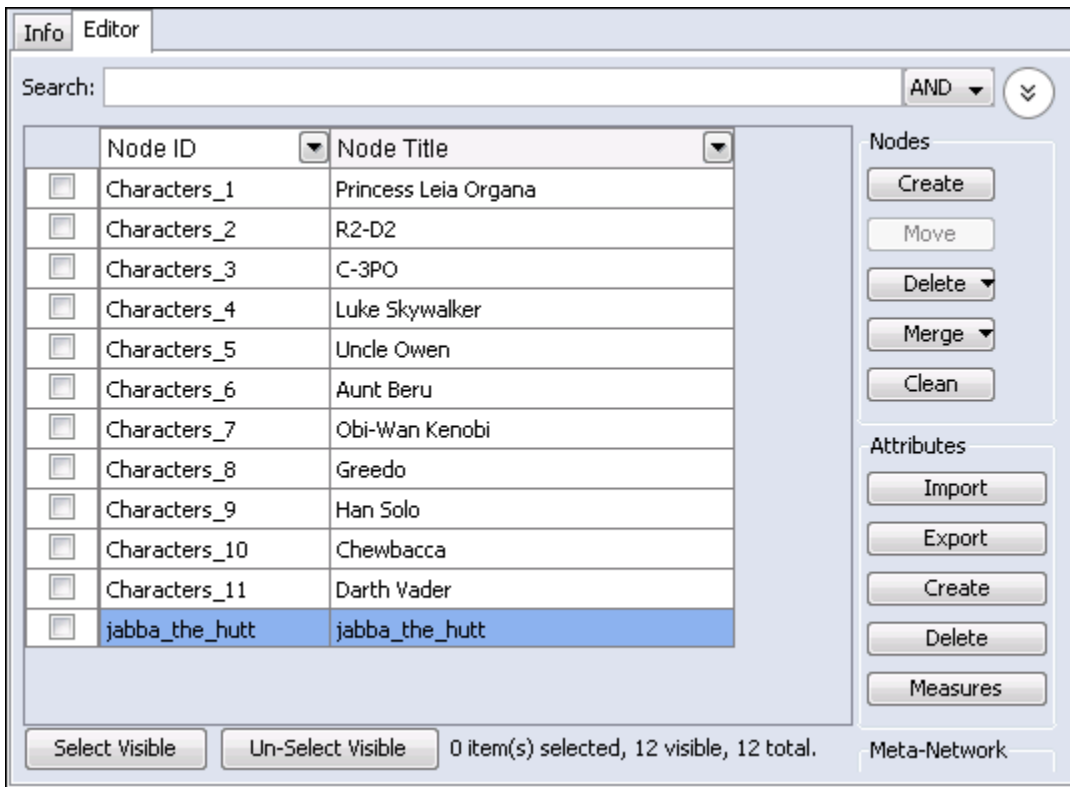 Info Editor
Search: AND
Node ID Node Title
Characters_1 Princess Leia Organa
Characters_2 R2-D2
Characters_3 C-3PO
Characters_4 Luke Skywalker
Characters_5 Uncle Owen
Characters_6 Aunt Beru
Characters_7 Obi-Wan Kenobi
Characters_8 Greedo
Characters_9 Han Solo
Characters_10 Chewbacca
Characters_11 Darth Vader
jabba_the_hutt jabba_the_hutt
Select Visible Un-Select Visible 0 item(s) selected, 12 visible, 12 total.
Nodes
Create
Move
Delete
Merge
Clean
Attributes
Import
Export
Create
Delete
Measures
Meta-Network